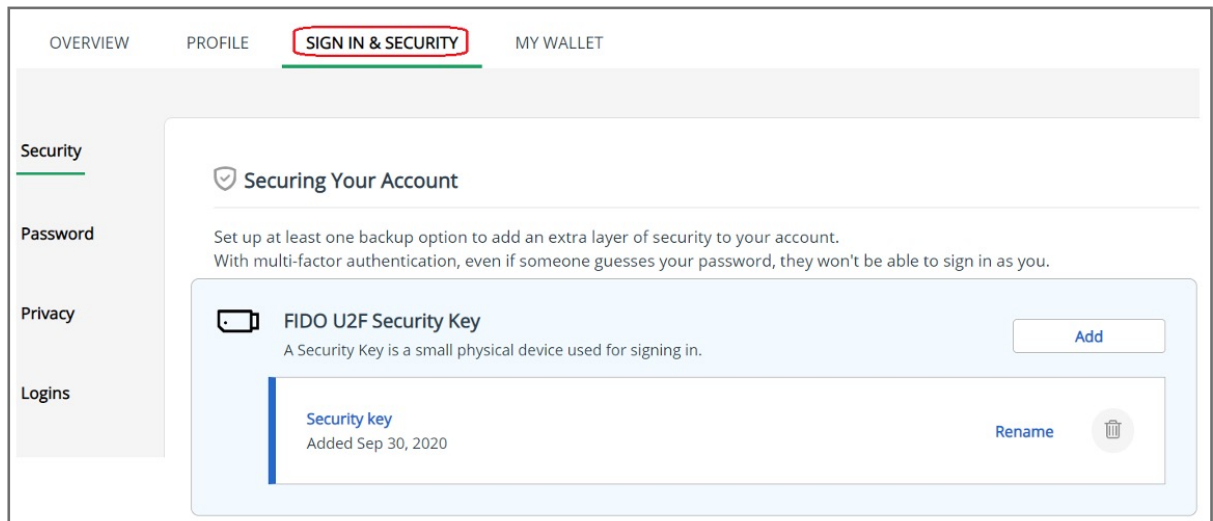 OVERVIEW PROFILE SIGN IN & SECURITY MY WALLET
Security
Password
Privacy
Logins
Securing Your Account
Set up at least one backup option to add an extra layer of security to your account.
With multi-factor authentication, even if someone guesses your password, they won't be able to sign in as you.
FIDO U2F Security Key
A Security Key is a small physical device used for signing in.
Add
Security key
Added Sep 30, 2020
Rename